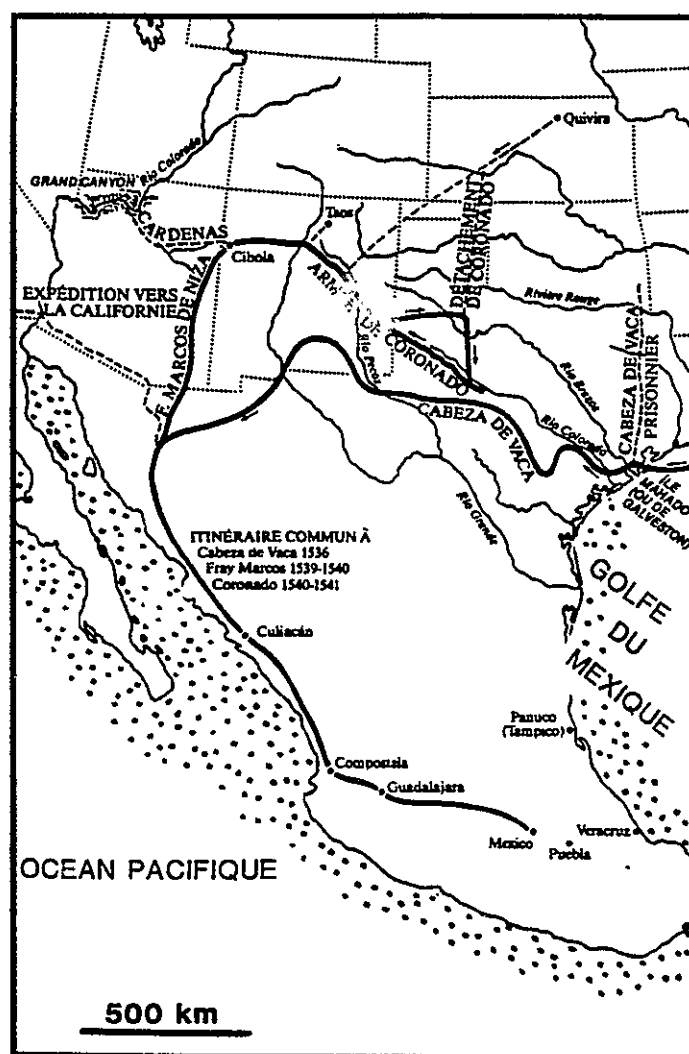 Quivira
Rio Colorado
GRAND CANYON
CARDENAS
Taos
Cibola
DÉTACHEMENT
DE CORONADO
EXPÉDITION VERS
LA CALIFORNIE
F. MARCOS DE NIZA
DE CORONADO
Rivière Rouge
Rio Pecos
Rio Brazos
CABEZA DE VACA
PRISONNIER
CABEZA DE VACA
Rio Colorado
ÎLE
MAHADO
(OU DE
GALVESTON)
Rio Grande
ITINÉRAIRE COMMUN À
Cabeza de Vaca 1536
Fray Marcos 1539-1540
Coronado 1540-1541
GOLFE
DU
MEXIQUE
Culiacán
Panuco
(Tampico)
Compostela
Guadalajara
Mexico
Veracruz
Puebla
OCEAN PACIFIQUE
500 km